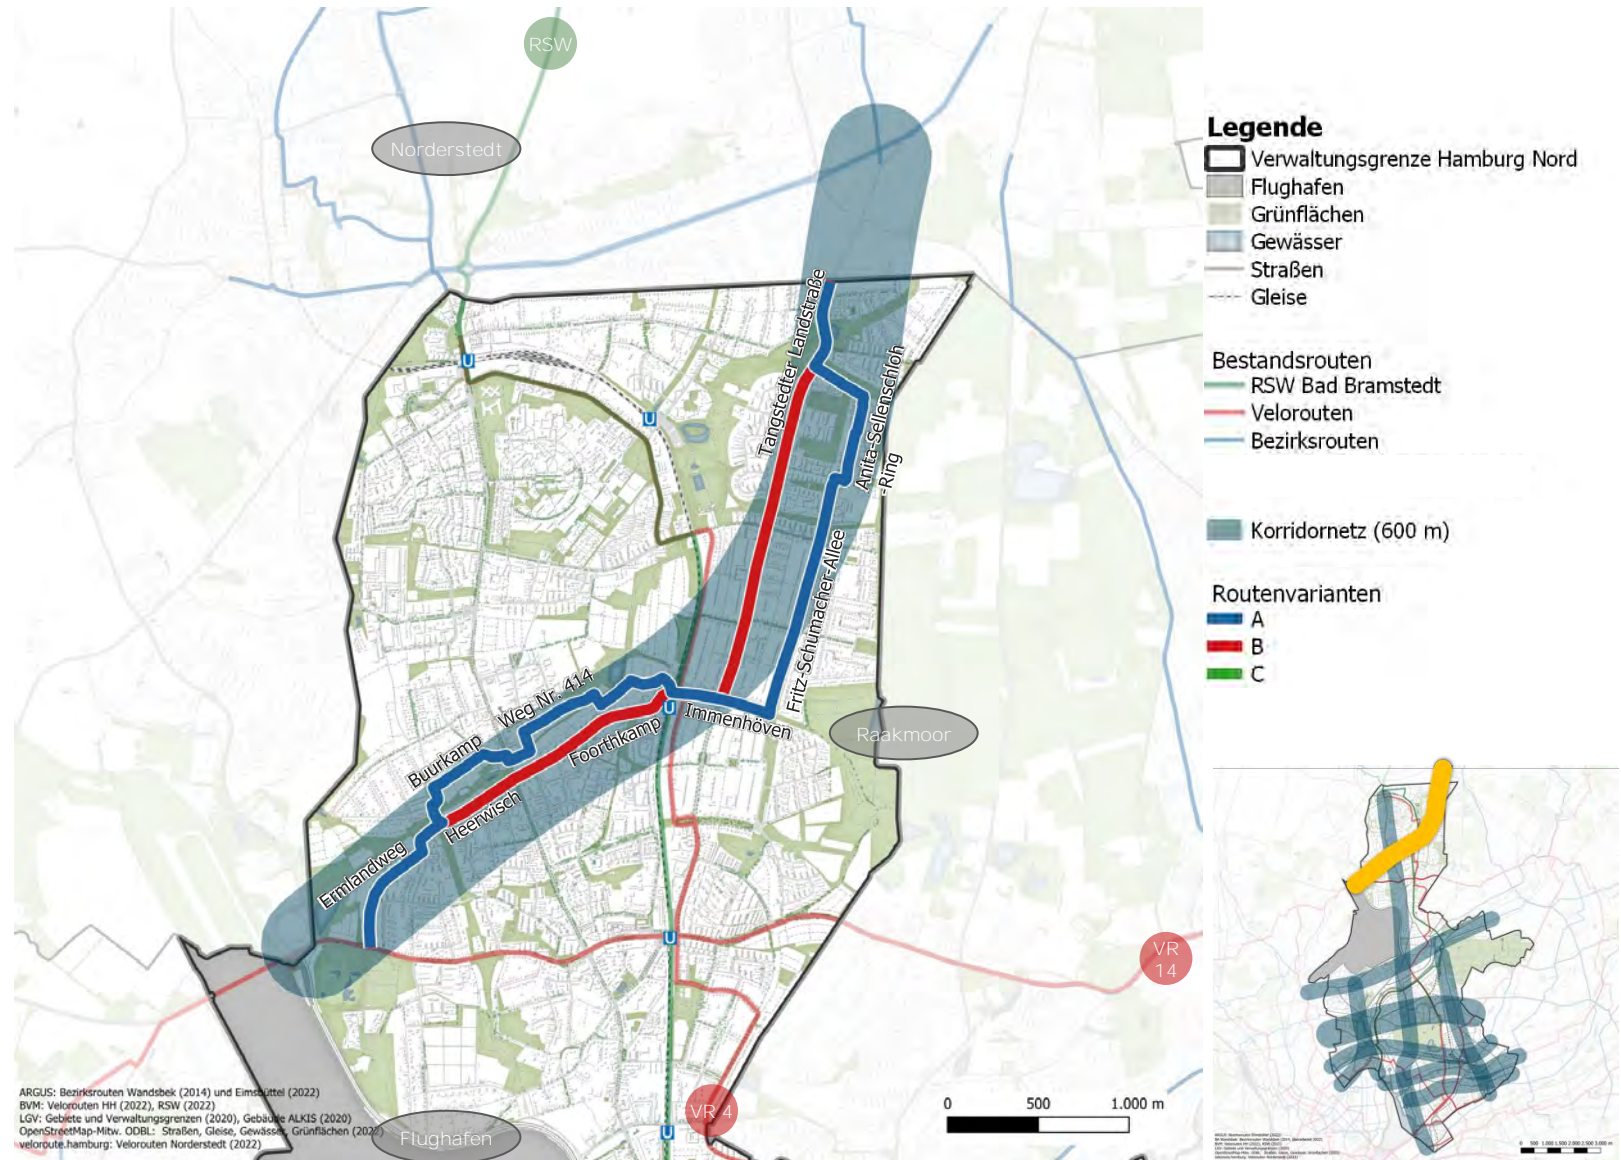 RSW
Norderstedt
Tangstedter Landstraße
Anita-Sellenschloh
-Ring
Fritz-Schumacher-Allee
U
U
Weg Nr. 414
Buurkamp
Foorthkamp
U
Immenhöven
Raakmoor
Heerwisch
Ermlandweg
U
VR
14
VR 4
U
Flughafen
0 500 1.000 m
ARGUS: Bezirksrouten Wandsbek (2014) und Eimsbüttel (2022)
BVM: Velorouten HH (2022), RSW (2022)
LGV: Gebiete und Verwaltungsgrenzen (2020), Gebäude ALKIS (2020)
OpenStreetMap-Mitw. ODBL: Straßen, Gleise, Gewässer, Grünflächen (2022)
veloroute.hamburg: Velorouten Norderstedt (2022)
Legende
Verwaltungsgrenze Hamburg Nord
Flughafen
Grünflächen
Gewässer
Straßen
Gleise
Bestandsrouten
RSW Bad Bramstedt
Velorouten
Bezirksrouten
Korridornetz (600 m)
Routenvarianten
A
B
C